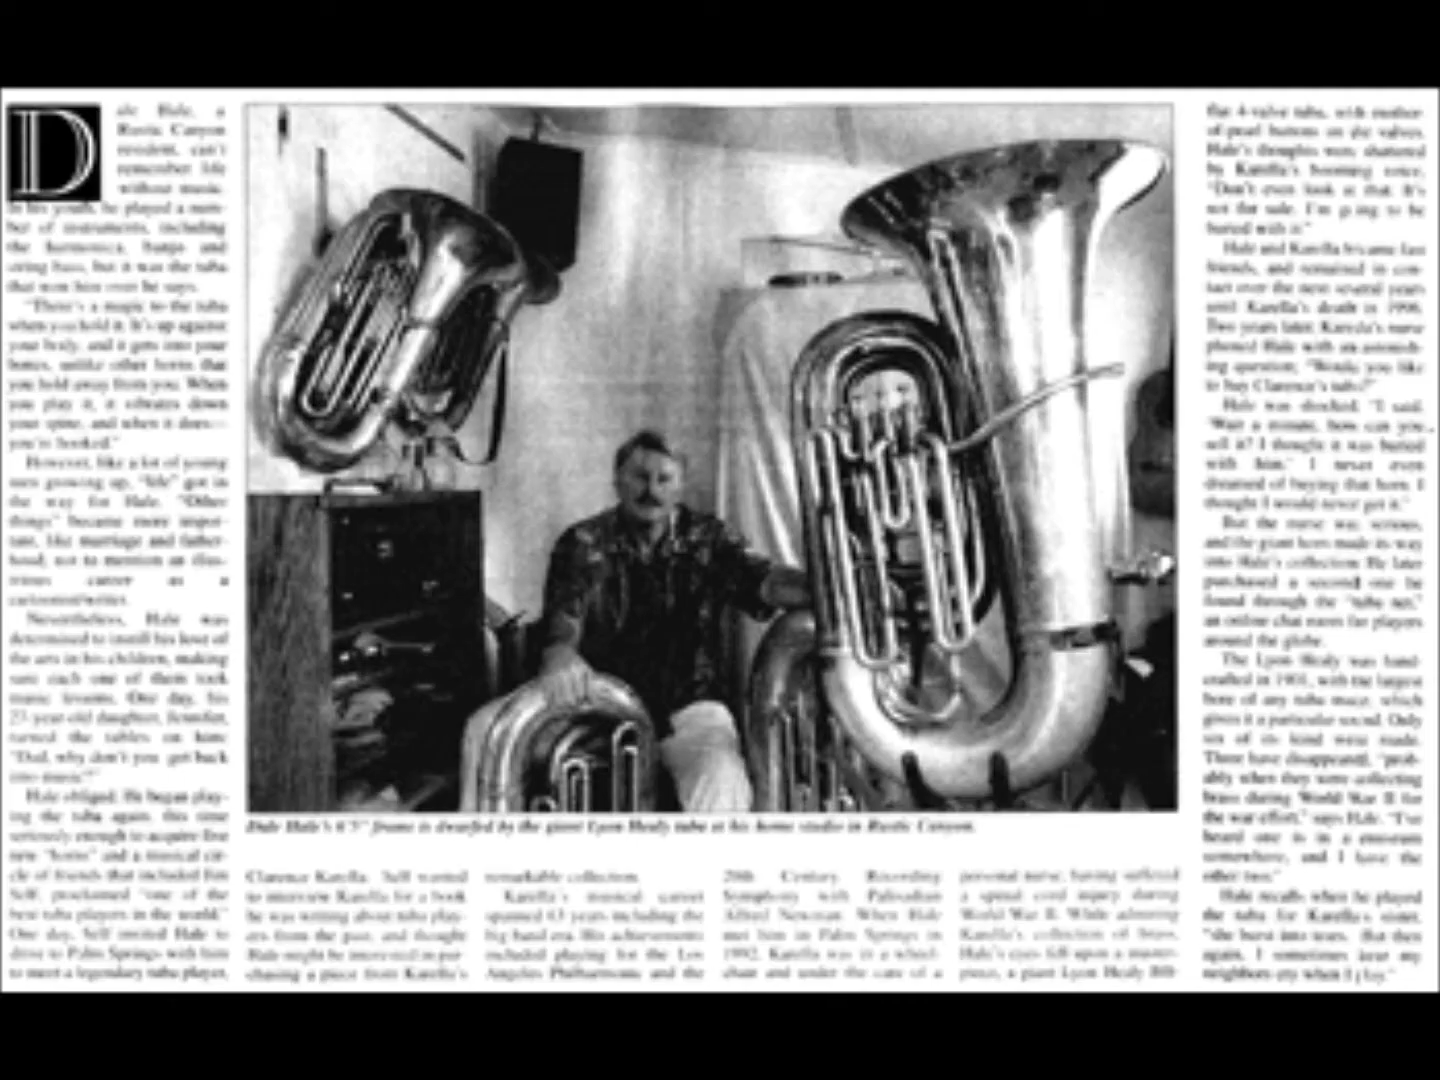 Dale Hale, a
Rustic Canyon
resident, can't
remember life
without music.
In his youth, he played a num-
ber of instruments, including
the harmonica, banjo and
string bass, but it was the tuba
that won him over he says.
"There's a magic to the tuba
when you hold it. It's up against
your body, and it gets into your
bones, unlike other horns that
you hold away from you. When
you play it, it vibrates down
your spine, and when it does—
you're hooked."
However, like a lot of young
men growing up, "life" got in
the way for Hale. "Other
things" became more impor-
tant, like marriage and father-
hood, not to mention an illus-
trious career as a
cartoonist/writer.
Nevertheless, Hale was
determined to instill his love of
the arts in his children, making
sure each one of them took
music lessons. One day, his
27-year-old daughter, Jennifer,
turned the tables on him:
"Dad, why don't you get back
into music?"
Hale obliged. He began play-
ing the tuba again, this time
seriously enough to acquire five
new "horns" and a musical cir-
cle of friends that included Jim
Self, proclaimed "one of the
best tuba players in the world."
One day, Self invited Hale to
drive to Palm Springs with him
to meet a legendary tuba player,
Dale Hale's 6'5" frame is dwarfed by the giant Lyon Healy tuba at his home studio in Rustic Canyon.
Clarence Karella. Self wanted
to interview Karella for a book
he was writing about tuba play-
ers from the past, and thought
Hale might be interested in pur-
chasing a piece from Karella's
remarkable collection.
Karella's musical career
spanned 63 years including the
big band era. His achievements
included playing for the Los
Angeles Philharmonic and the
20th Century. Recording
Symphony with Palisadian
Alfred Newman. When Hale
met him in Palm Springs in
1992, Karella was in a wheel-
chair and under the care of a
personal nurse, having suffered
a spinal cord injury during
World War II. While admiring
Karella's collection of brass,
Hale's eyes fell upon a master-
piece, a giant Lyon Healy BB-
flat 4-valve tuba, with mother-
of-pearl buttons on the valves.
Hale's thoughts were shattered
by Karella's booming voice,
"Don't even look at that. It's
not for sale. I'm going to be
buried with it"
Hale and Karella became fast
friends, and remained in con-
tact over the next several years
until Karella's death in 1996.
Two years later, Karella's nurse
phoned Hale with an astonish-
ing question; "Would you like
to buy Clarence's tuba?"
Hale was shocked. "I said,
'Wait a minute, how can you
sell it? I thought it was buried
with him.' I never even
dreamed of buying that horn. I
thought I would never get it."
But the nurse was serious,
and the giant horn made its way
into Hale's collection. He later
purchased a second one he
found through the "tuba net,"
an online chat room for players
around the globe.
The Lyon Healy was hand-
crafted in 1901, with the largest
bore of any tuba made, which
gives it a particular sound. Only
six of its kind were made.
Three have disappeared, "prob-
ably when they were collecting
brass during World War II for
the war effort," says Hale. "I've
heard one is in a museum
somewhere, and I have the
other two."
Hale recalls when he played
the tuba for Karella's sister,
"she burst into tears. But then
again, I sometimes hear my
neighbors cry when I play."